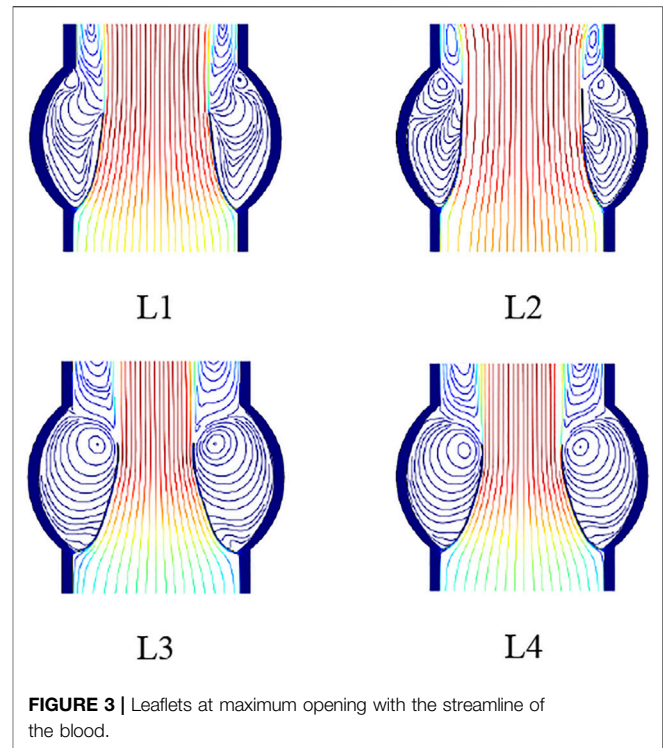 L1
L2
L3
L4
FIGURE 3 | Leaflets at maximum opening with the streamline of
the blood.